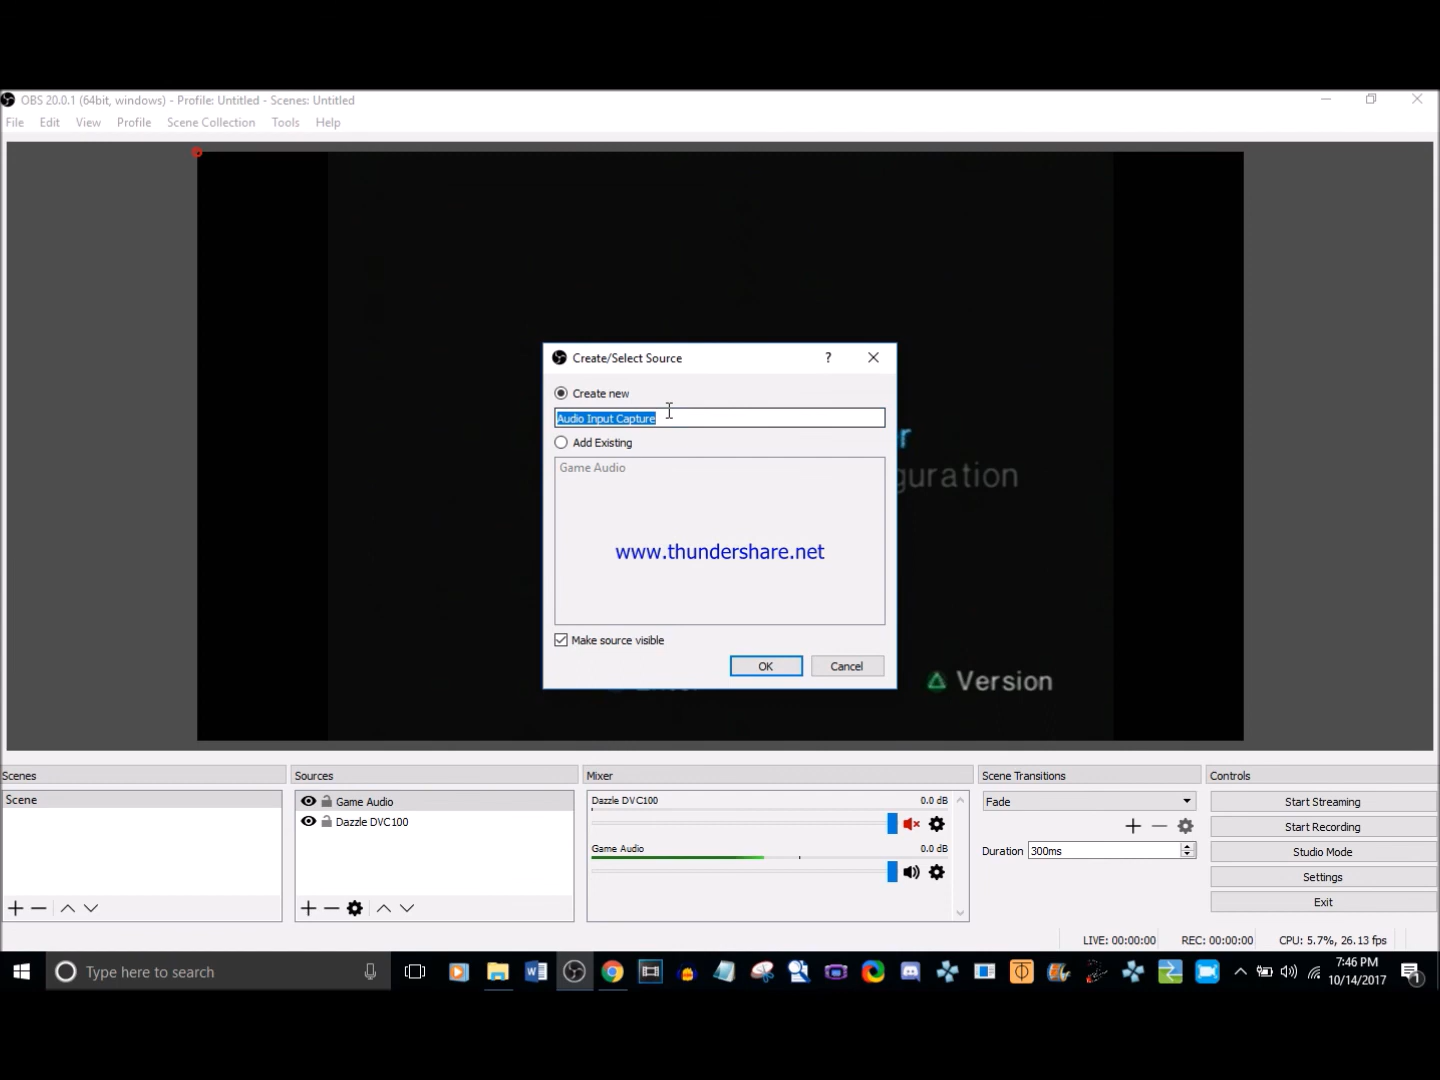 OBS 20.0.1 (64bit, windows) - Profile: Untitled - Scenes: Untitled
File Edit View Profile Scene Collection Tools Help
Create/Select Source ?
Create new
Audio Input Capture
Add Existing
Game Audio
guration
www.thundershare.net
Make source visible
OK Cancel
Version
Scenes Sources Mixer Scene Transitions Controls
Scene
Game Audio
Dazzle DVC100
Dazzle DVC100 0.0 dB
Game Audio 0.0 dB
Fade
Duration 300ms
Start Streaming
Start Recording
Studio Mode
Settings
Exit
LIVE: 00:00:00 REC: 00:00:00 CPU: 5.7%, 26.13 fps
Type here to search
7:46 PM
10/14/2017